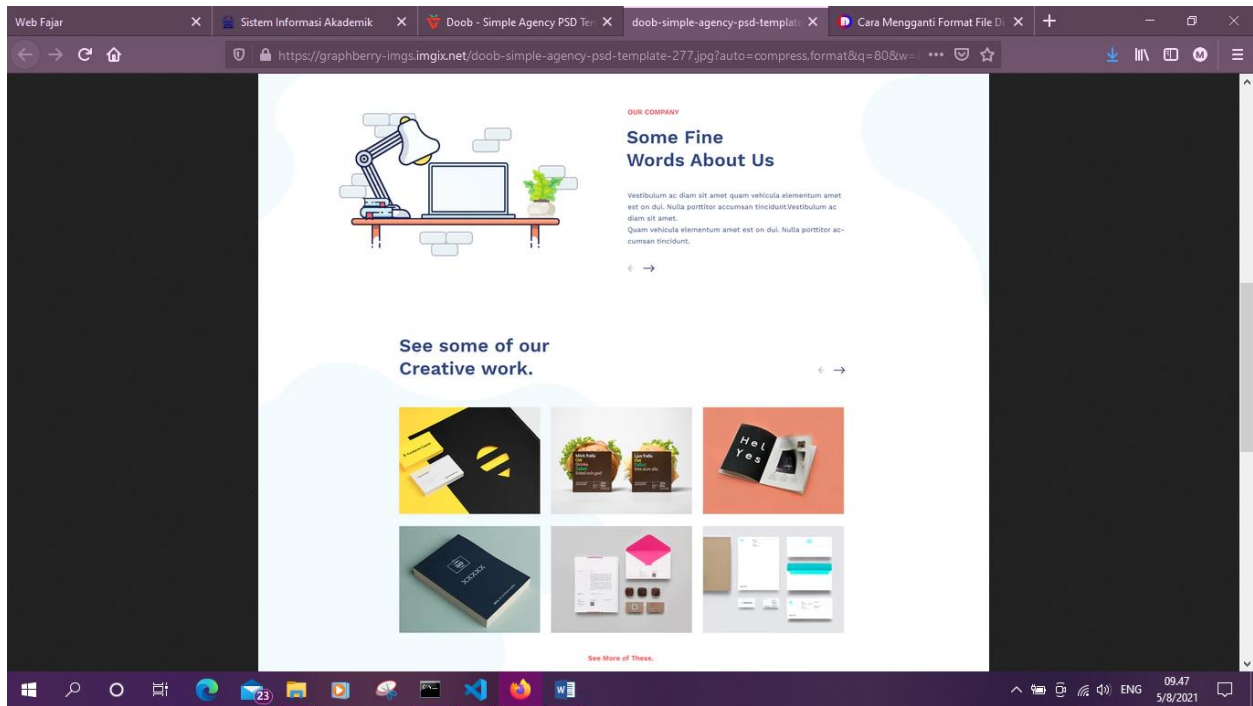 Web Fajar
Sistem Informasi Akademik
Doob - Simple Agency PSD Tem
doob-simple-agency-psd-templat
Cara Mengganti Format File Di
https://graphberry-imgs.imgix.net/doob-simple-agency-psd-template-277.jpg?auto=compress,format&q=80&w=
M
OUR COMPANY
Some Fine
Words About Us
Vestibulum ac diam sit amet quam vehicula elementum amet
est on dui. Nulla porttitor accumsan tincidunt.Vestibulum ac
diam sit amet.
Quam vehicula elementum amet est on dui. Nulla porttitor ac-
cumsan tincidunt.
See some of our
Creative work.
Hel
Yes
XXXXX
See More of These.
23
ENG
09.47
5/8/2021